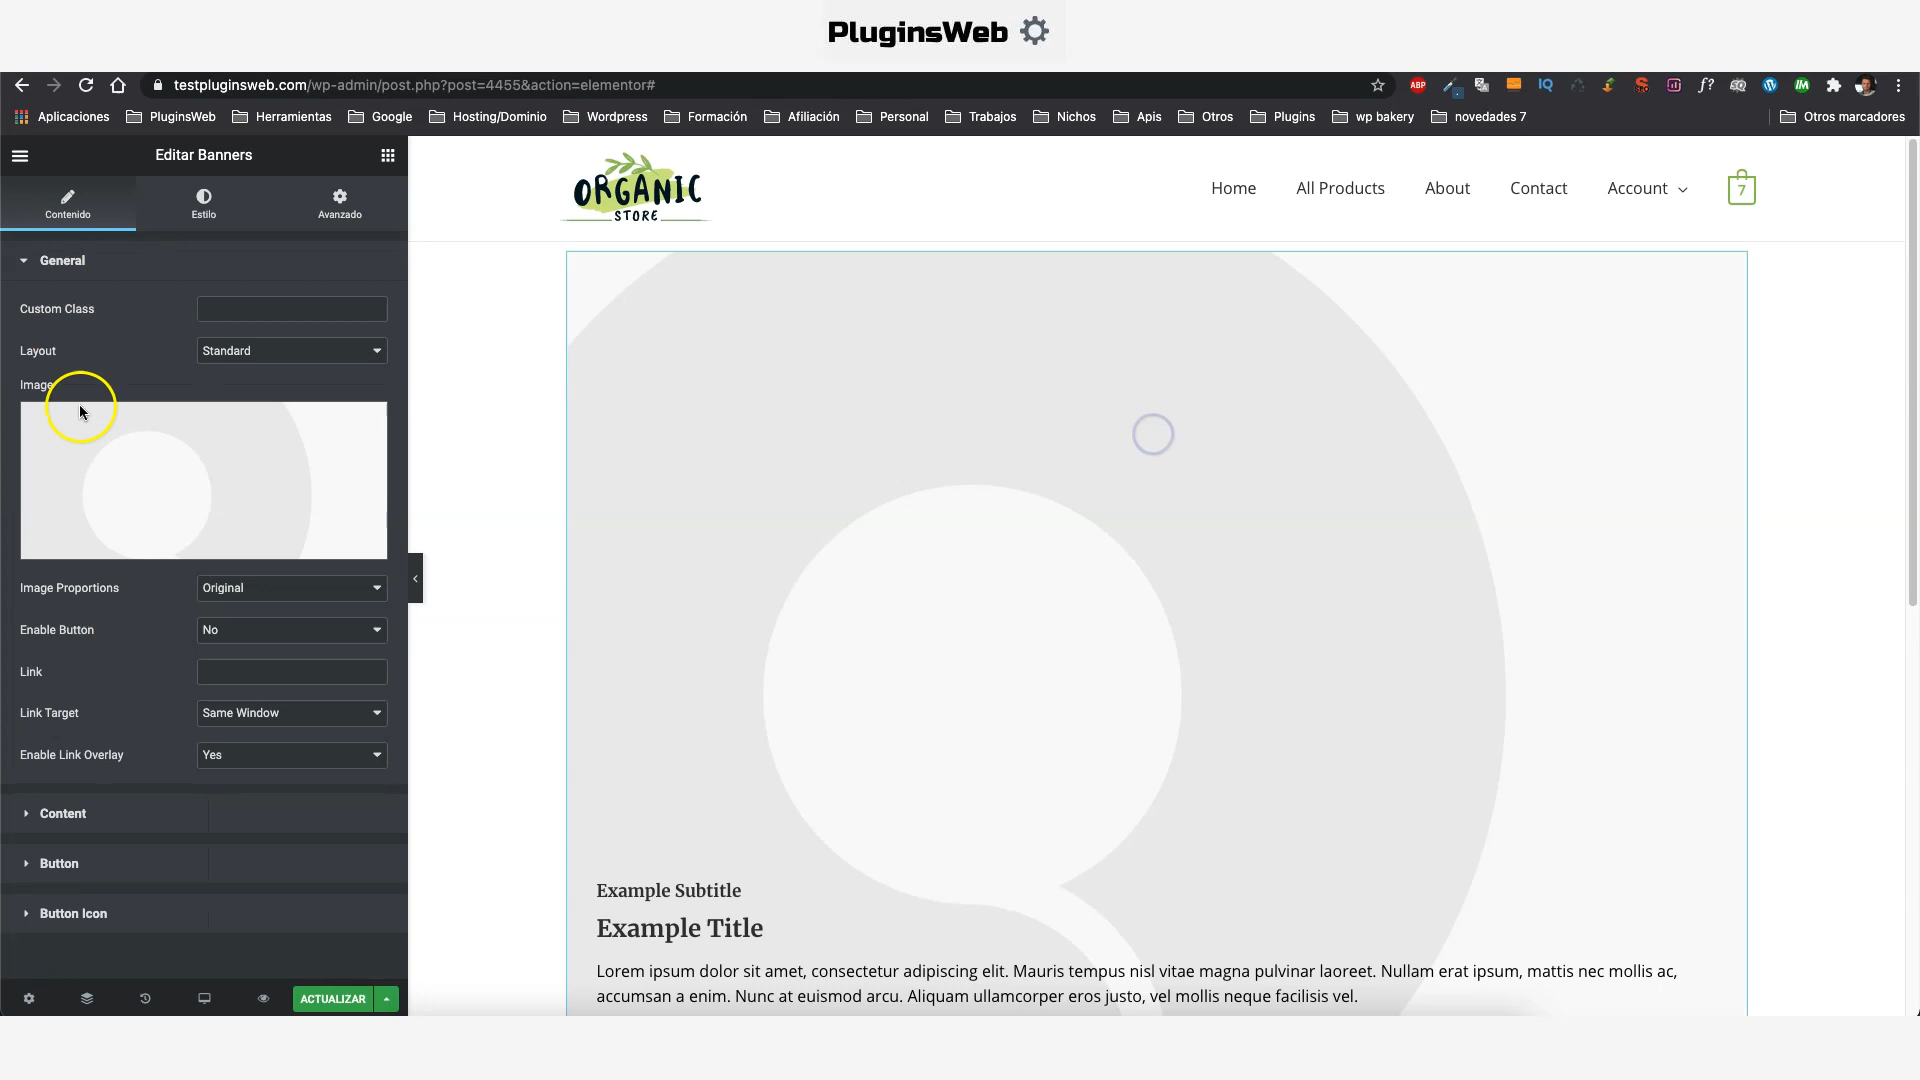 PluginsWeb
testpluginsweb.com/wp-admin/post.php?post=4455&action=elementor#
ABP
IQ
SEO
f?
SQ
IM
Aplicaciones
PluginsWeb
Herramientas
Google
Hosting/Dominio
Wordpress
Formación
Afiliación
Personal
Trabajos
Nichos
Apis
Otros
Plugins
wp bakery
novedades 7
Otros marcadores
Editar Banners
Contenido
Estilo
Avanzado
General
Custom Class
Layout
Standard
Image
Image Proportions
Original
Enable Button
No
Link
Link Target
Same Window
Enable Link Overlay
Yes
Content
Button
Button Icon
ACTUALIZAR
ORGANIC
STORE
Home
All Products
About
Contact
Account
7
Example Subtitle
Example Title
Lorem ipsum dolor sit amet, consectetur adipiscing elit. Mauris tempus nisl vitae magna pulvinar laoreet. Nullam erat ipsum, mattis nec mollis ac,
accumsan a enim. Nunc at euismod arcu. Aliquam ullamcorper eros justo, vel mollis neque facilisis vel.